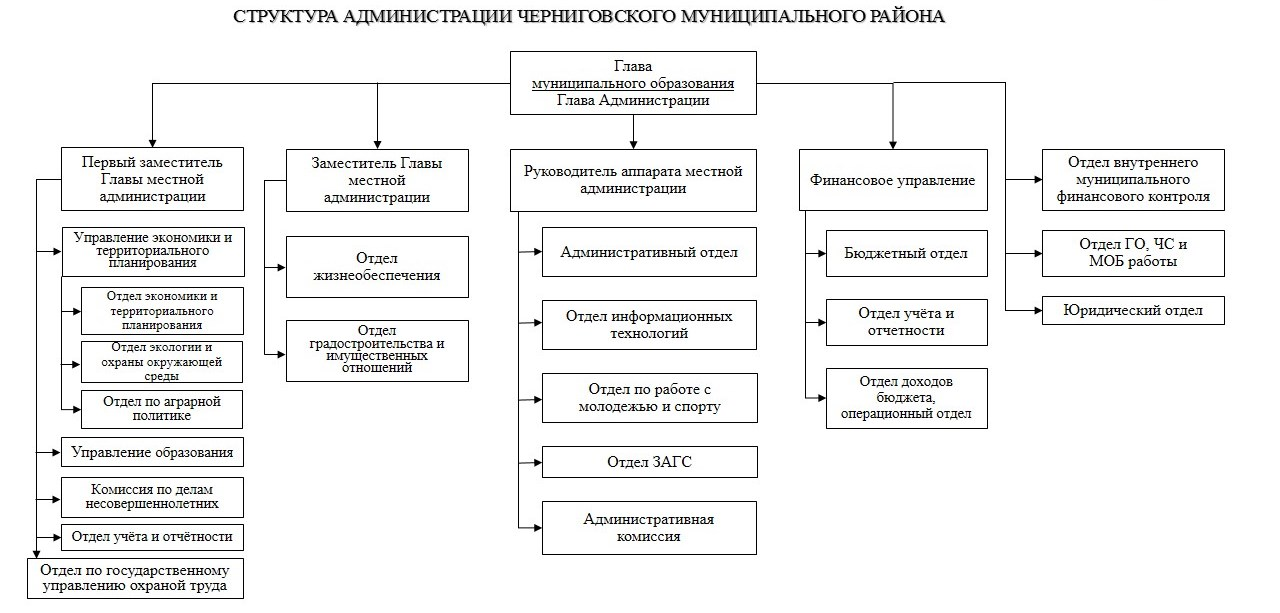 СТРУКТУРА АДМИНИСТРАЦИИ ЧЕРНИГОВСКОГО МУНИЦИПАЛЬНОГО РАЙОНА
Глава
муниципального образования
Глава Администрации
Первый заместитель
Главы местной
администрации
Управление экономики и
территориального
планирования
Отдел экономики и
территориального
планирования
Отдел экологии и
охраны окружающей
среды
Отдел по аграрной
политике
Управление образования
Комиссия по делам
несовершеннолетних
Отдел учёта и отчётности
Отдел по государственному
управлению охраной труда
Заместитель Главы
местной
администрации
Отдел
жизнеобеспечения
Отдел
градостроительства и
имущественных
отношений
Руководитель аппарата местной
администрации
Административный отдел
Отдел информационных
технологий
Отдел по работе с
молодежью и спорту
Отдел ЗАГС
Административная
комиссия
Финансовое управление
Бюджетный отдел
Отдел учёта и
отчетности
Отдел доходов
бюджета,
операционный отдел
Отдел внутреннего
муниципального
финансового контроля
Отдел ГО, ЧС и
МОБ работы
Юридический отдел